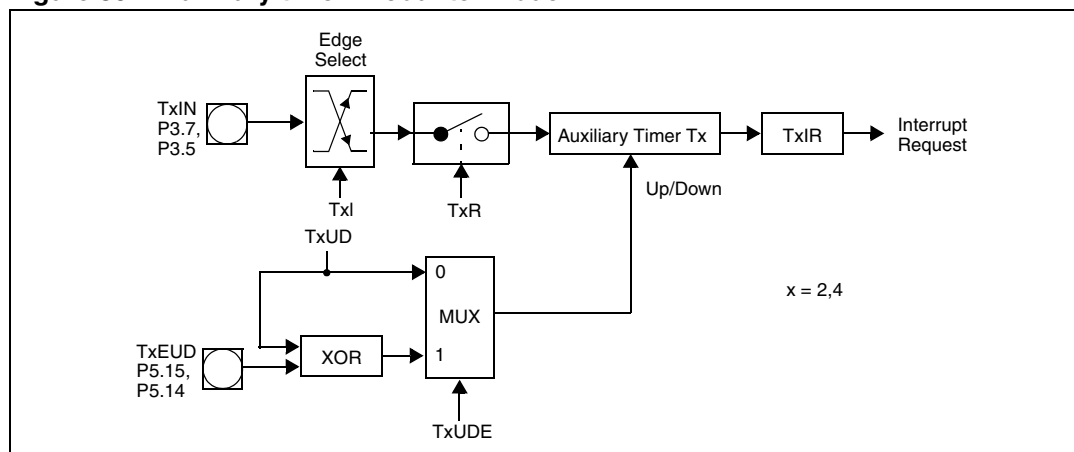 Edge
Select
TxIN
P3.7,
P3.5
Auxiliary Timer Tx
TxIR
Interrupt
Request
Up/Down
TxI
TxR
TxUD
0
MUX
x = 2,4
TxEUD
P5.15,
P5.14
XOR
1
TxUDE